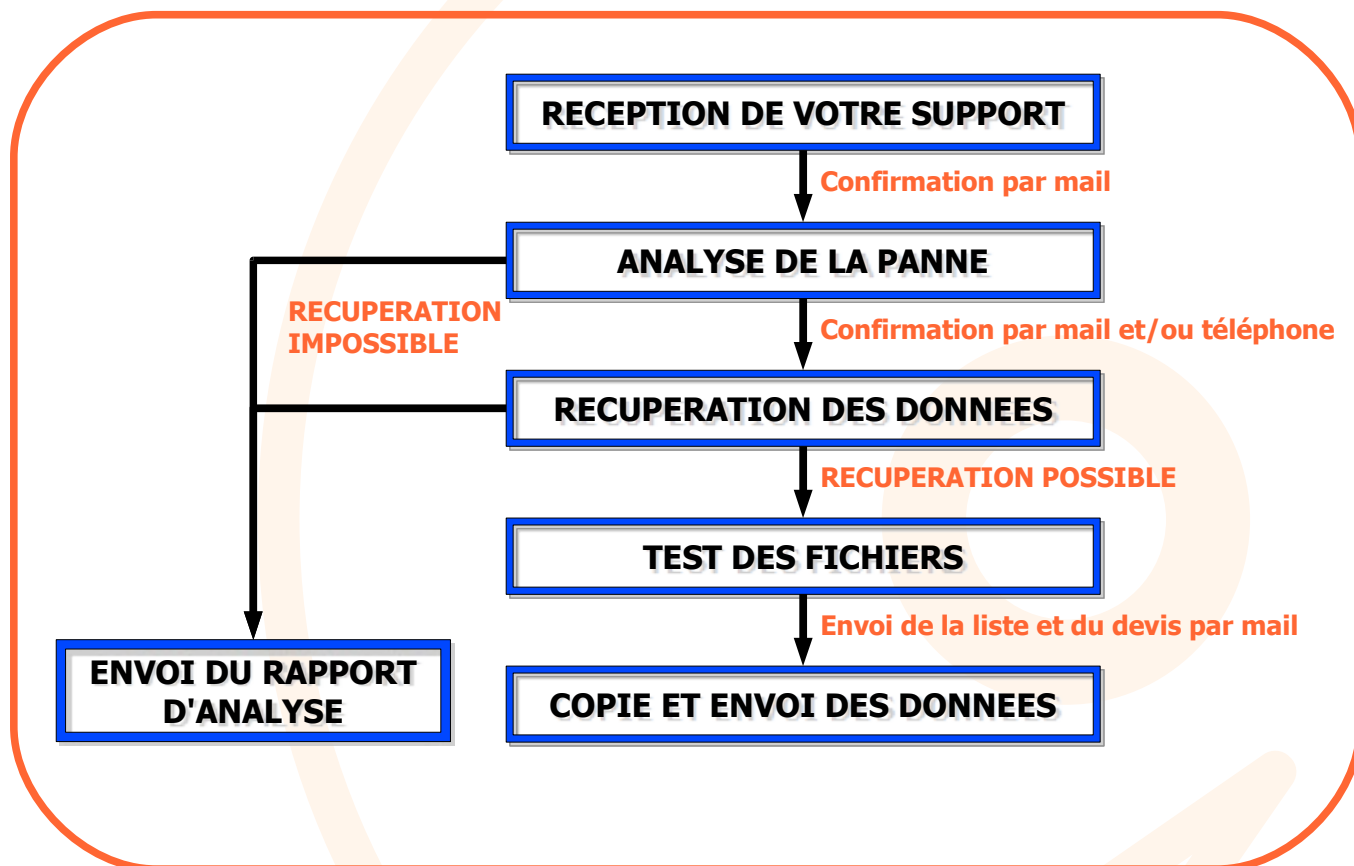 RECEPTION DE VOTRE SUPPORT
Confirmation par mail
ANALYSE DE LA PANNE
RECUPERATION
IMPOSSIBLE
Confirmation par mail et/ou téléphone
RECUPERATION DES DONNEES
RECUPERATION POSSIBLE
TEST DES FICHIERS
Envoi de la liste et du devis par mail
ENVOI DU RAPPORT
D'ANALYSE
COPIE ET ENVOI DES DONNEES